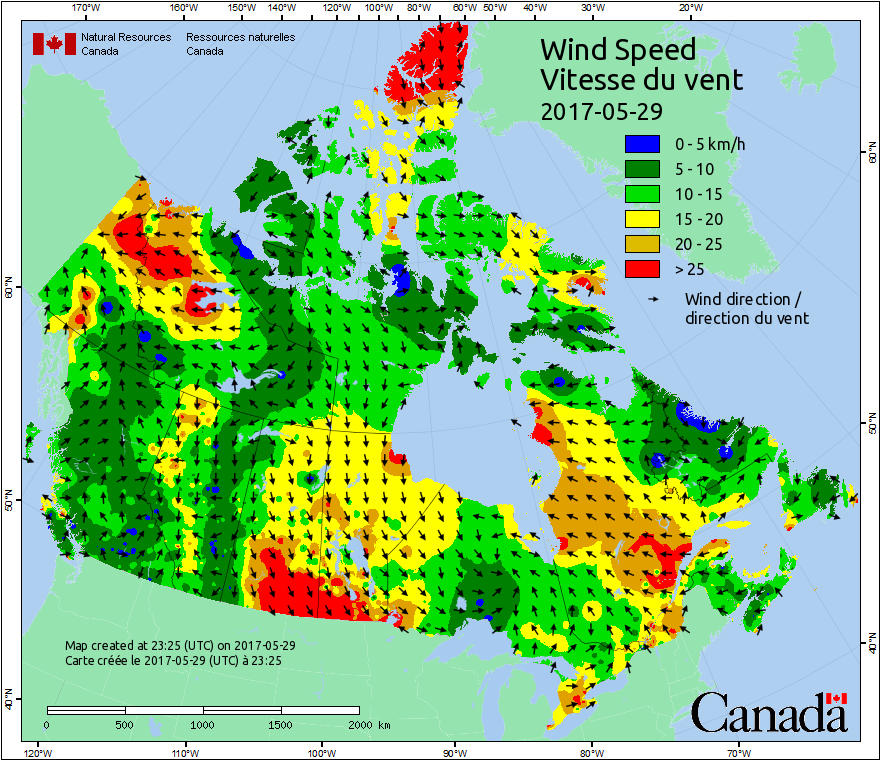 170°W 160°W 150°W 140°W 130°W 120°W 110°W 100°W 80°W 60°W 50°W 40°W 30°W 20°W
Natural Resources Ressources naturelles
Canada Canada
Wind Speed
Vitesse du vent
2017-05-29
0 - 5 km/h
5 - 10
10 - 15
15 - 20
20 - 25
> 25
Wind direction /
direction du vent
60°N
60°N
50°N
50°N
40°N
40°N
Map created at 23:25 (UTC) on 2017-05-29
Carte créée le 2017-05-29 (UTC) à 23:25
0 500 1000 1500 2000 km
Canada
120°W 110°W 100°W 90°W 80°W 70°W